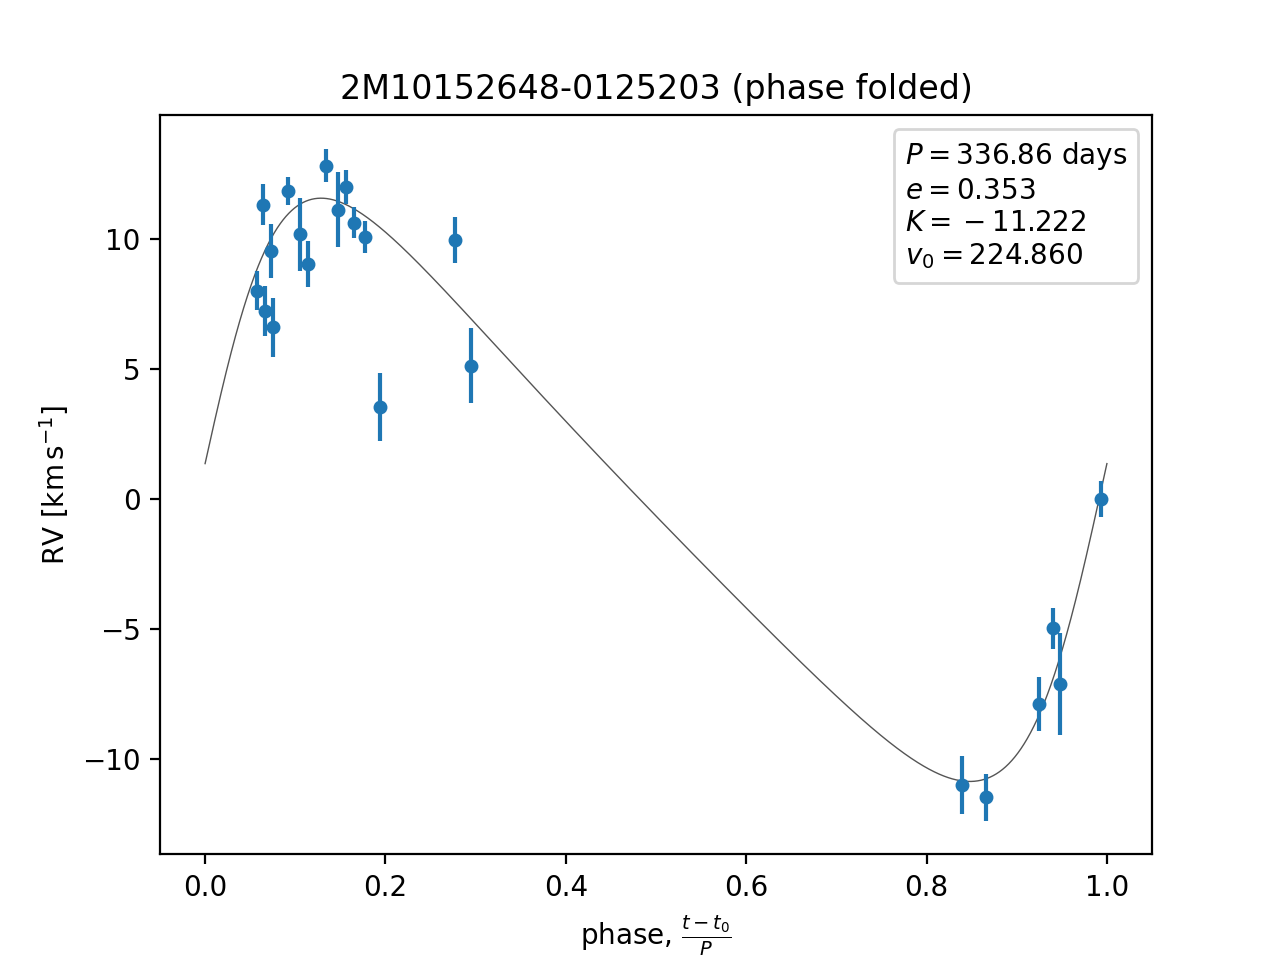 2M10152648-0125203 (phase folded)
P = 336.86 days
e = 0.353
K = −11.222
v₀ = 224.860
RV [km s⁻¹]
10
5
0
−5
−10
0.0 0.2 0.4 0.6 0.8 1.0
phase, (t − t₀)/P